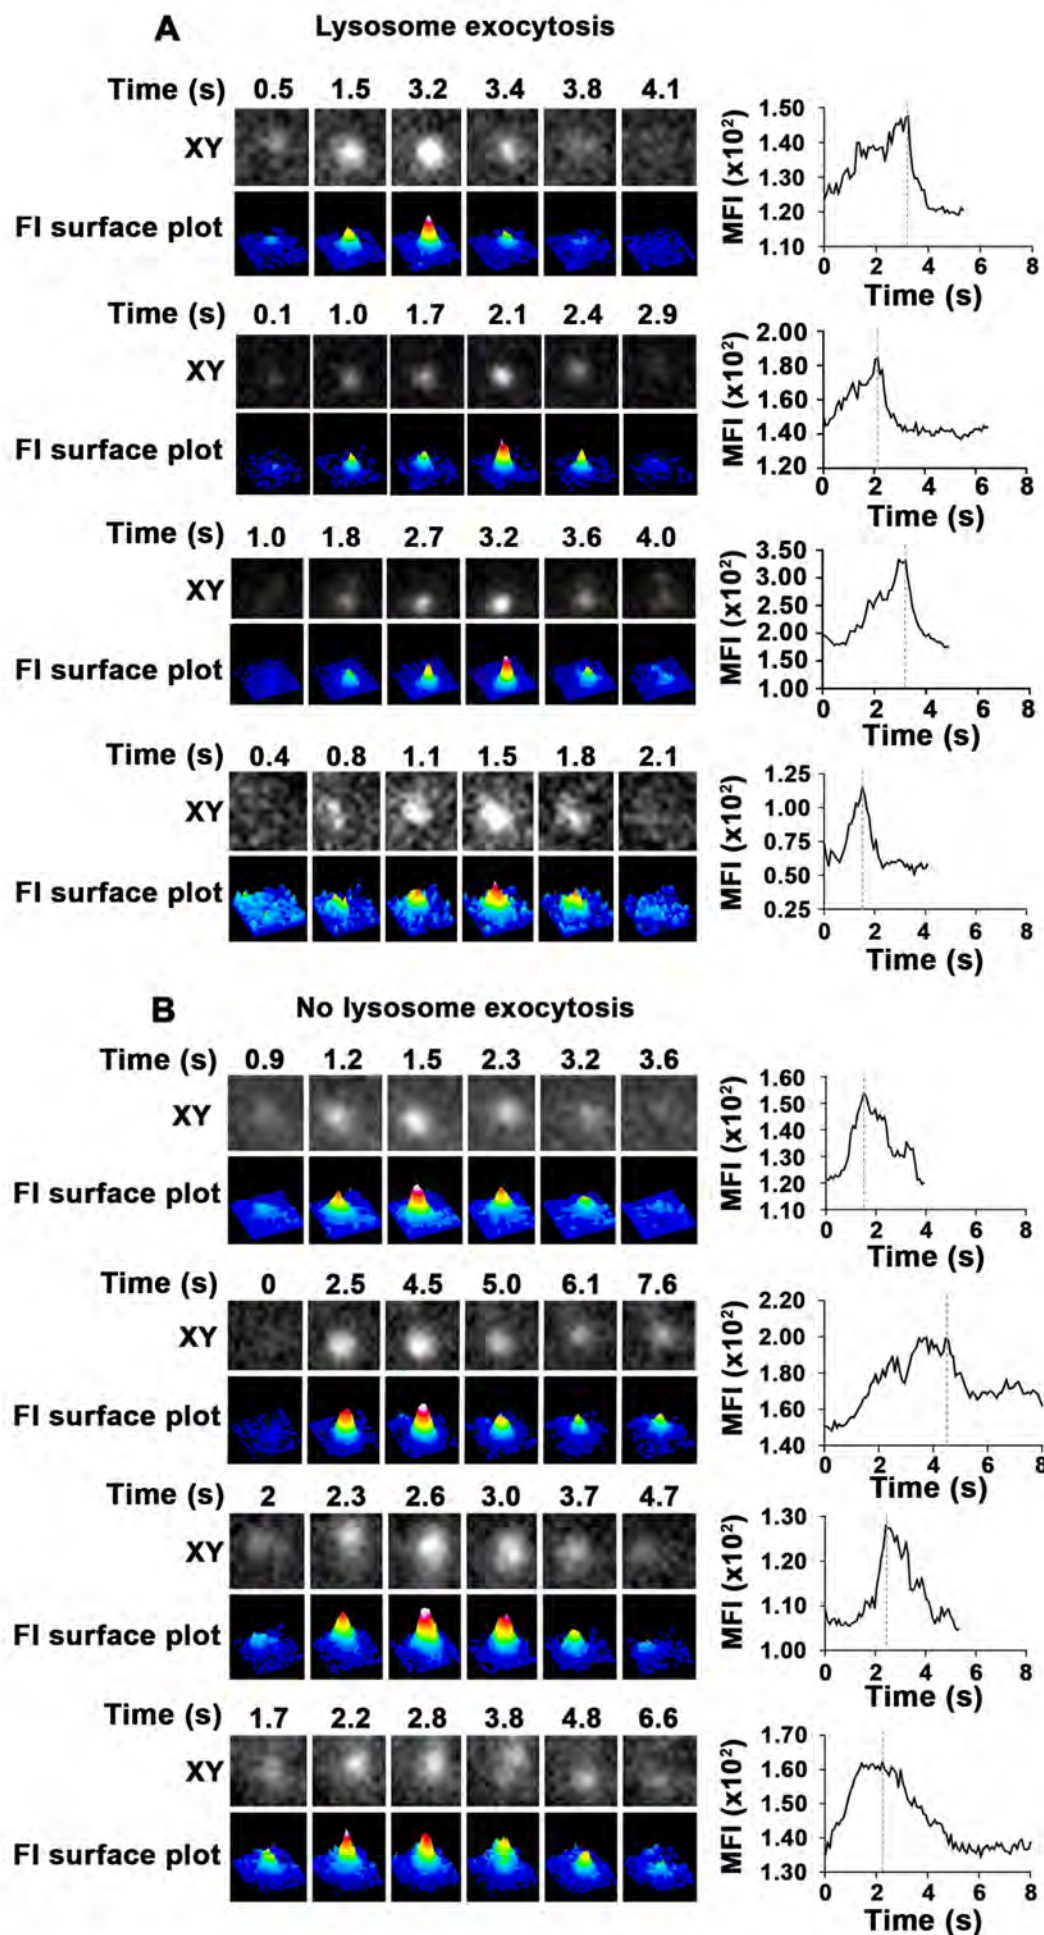 A Lysosome exocytosis
Time (s) 0.5 1.5 3.2 3.4 3.8 4.1
XY
FI surface plot
MFI (x10²)
1.50
1.40
1.30
1.20
1.10
0 2 4 6 8
Time (s)
Time (s) 0.1 1.0 1.7 2.1 2.4 2.9
XY
FI surface plot
MFI (x10²)
2.00
1.80
1.60
1.40
1.20
0 2 4 6 8
Time (s)
Time (s) 1.0 1.8 2.7 3.2 3.6 4.0
XY
FI surface plot
MFI (x10²)
3.50
3.00
2.50
2.00
1.50
1.00
0 2 4 6 8
Time (s)
Time (s) 0.4 0.8 1.1 1.5 1.8 2.1
XY
FI surface plot
MFI (x10²)
1.25
1.00
0.75
0.50
0.25
0 2 4 6 8
Time (s)
B No lysosome exocytosis
Time (s) 0.9 1.2 1.5 2.3 3.2 3.6
XY
FI surface plot
MFI (x10²)
1.60
1.50
1.40
1.30
1.20
1.10
0 2 4 6 8
Time (s)
Time (s) 0 2.5 4.5 5.0 6.1 7.6
XY
FI surface plot
MFI (x10²)
2.20
2.00
1.80
1.60
1.40
0 2 4 6 8
Time (s)
Time (s) 2 2.3 2.6 3.0 3.7 4.7
XY
FI surface plot
MFI (x10²)
1.30
1.20
1.10
1.00
0 2 4 6 8
Time (s)
Time (s) 1.7 2.2 2.8 3.8 4.8 6.6
XY
FI surface plot
MFI (x10²)
1.70
1.60
1.50
1.40
1.30
0 2 4 6 8
Time (s)